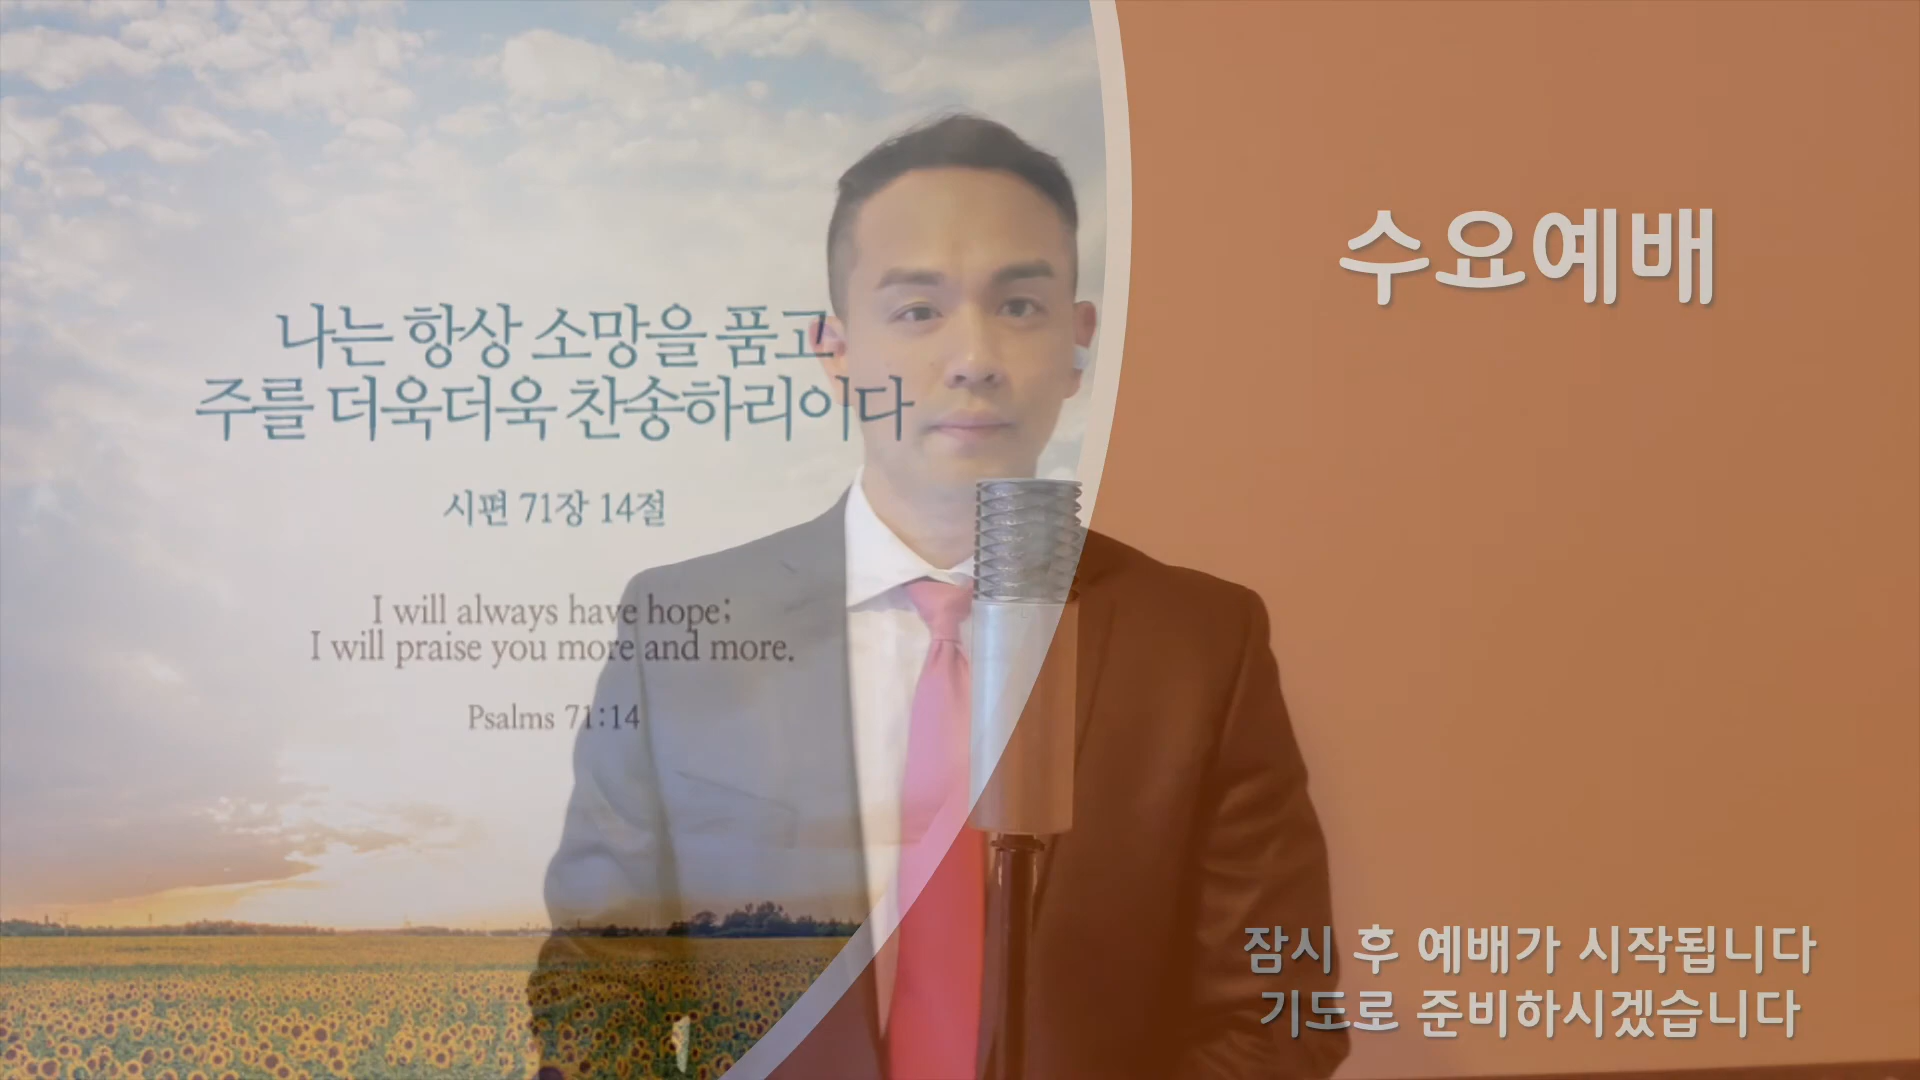 나는 항상 소망을 품고
주를 더욱더욱 찬송하리이다
시편 71장 14절
I will always have hope;
I will praise you more and more.
Psalms 71:14
수요예배
잠시 후 예배가 시작됩니다
기도로 준비하시겠습니다